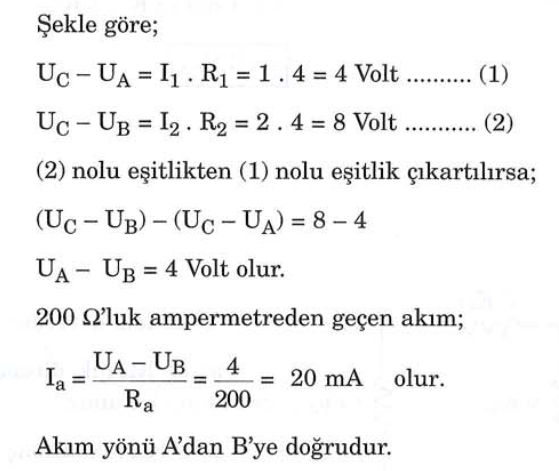 Şekle göre;
U_C – U_A = I_1 . R_1 = 1 . 4 = 4 Volt .......... (1)
U_C – U_B = I_2 . R_2 = 2 . 4 = 8 Volt ........... (2)
(2) nolu eşitlikten (1) nolu eşitlik çıkartılırsa;
(U_C – U_B) – (U_C – U_A) = 8 – 4
U_A – U_B = 4 Volt olur.
200 Ω'luk ampermetreden geçen akım;
I_a = (U_A – U_B) / R_a = 4 / 200 = 20 mA olur.
Akım yönü A'dan B'ye doğrudur.